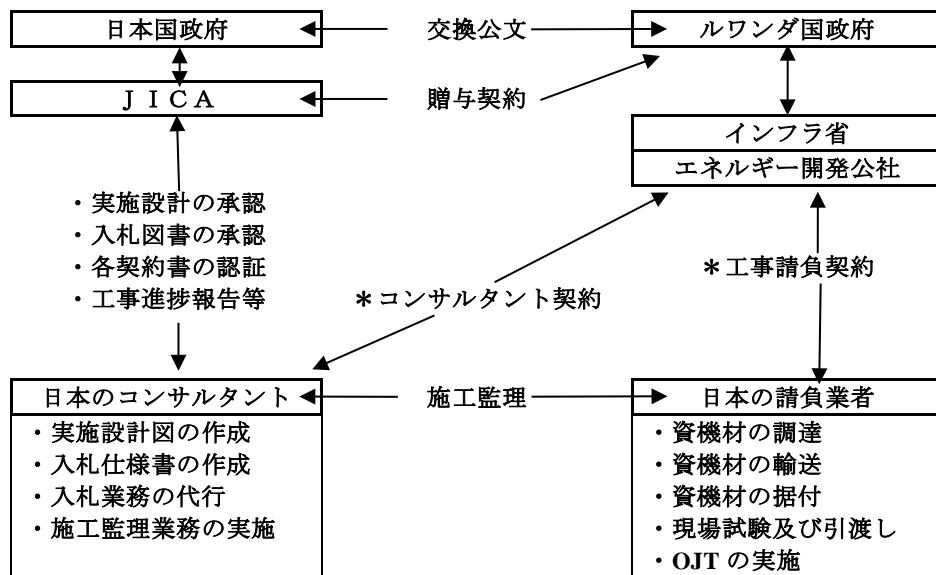 日本国政府
交換公文
ルワンダ国政府
JICA
贈与契約
インフラ省
エネルギー開発公社
・実施設計の承認
・入札図書の承認
・各契約書の認証
・工事進捗報告等
*工事請負契約
*コンサルタント契約
日本のコンサルタント
施工監理
日本の請負業者
・実施設計図の作成
・入札仕様書の作成
・入札業務の代行
・施工監理業務の実施
・資機材の調達
・資機材の輸送
・資機材の据付
・現場試験及び引渡し
・OJTの実施